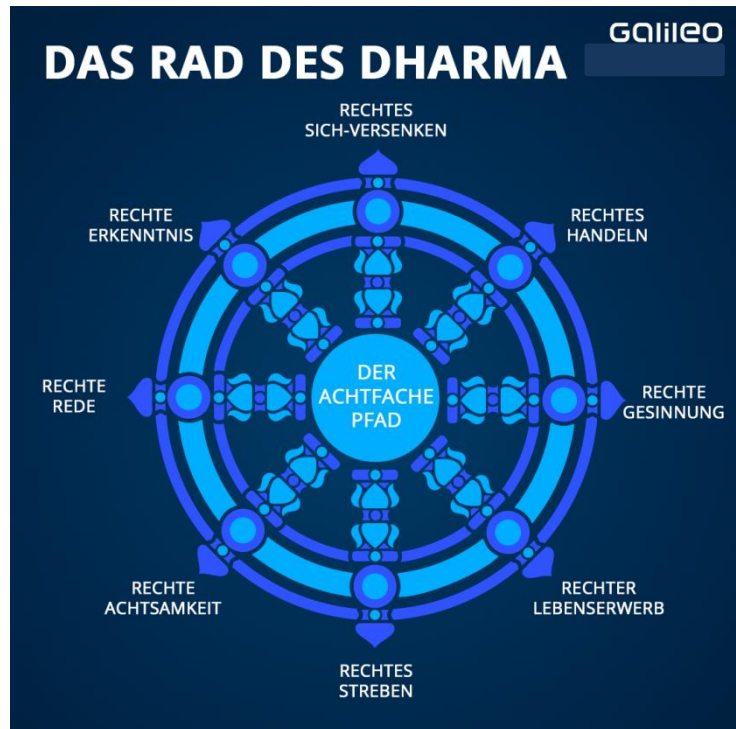 Galileo
DAS RAD DES DHARMA
RECHTES
SICH-VERSENKEN
RECHTE
ERKENNTNIS
RECHTES
HANDELN
RECHTE
REDE
DER
ACHTFACHE
PFAD
RECHTE
GESINNUNG
RECHTE
ACHTSAMKEIT
RECHTER
LEBENSERWERB
RECHTES
STREBEN